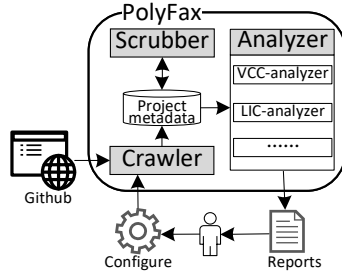 PolyFax
Scrubber
Analyzer
VCC-analyzer
Project
metadata
LIC-analyzer
......
Crawler
Github
Configure
Reports